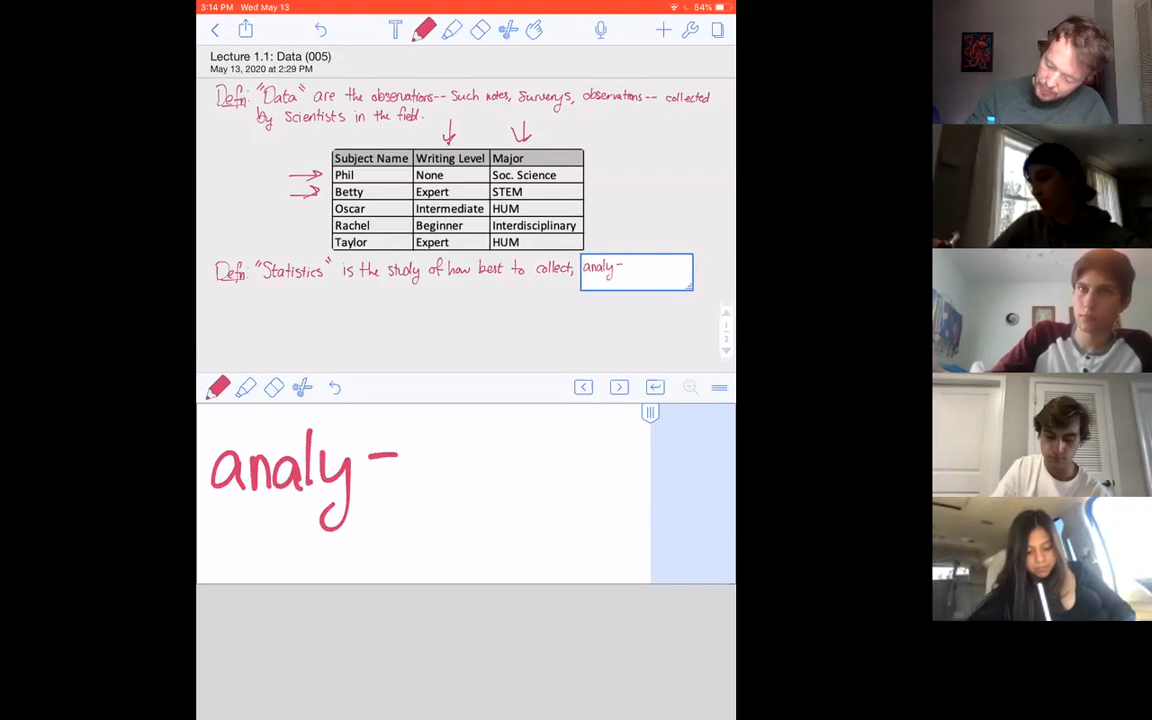 3:14 PM Wed May 13
54%
Lecture 1.1: Data (005)
May 13, 2020 at 2:29 PM
Defn: "Data" are the observations-- Such notes, Surverys, observations-- collected
by Scientists in the field.
Subject Name Writing Level Major
Phil None Soc. Science
Betty Expert STEM
Oscar Intermediate HUM
Rachel Beginner Interdisciplinary
Taylor Expert HUM
Defn: "Statistics" is the study of how best to collect, analy-
1
2
analy-